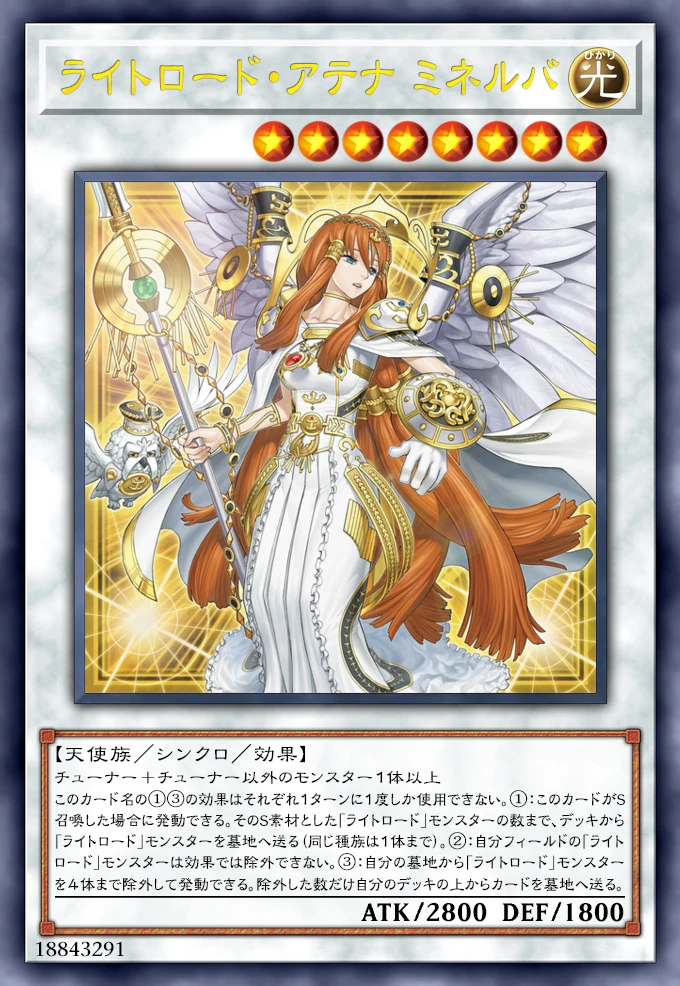 ライトロード・アテナ ミネルバ
ひかり
光
【天使族／シンクロ／効果】
チューナー＋チューナー以外のモンスター１体以上
このカード名の①③の効果はそれぞれ１ターンに１度しか使用できない。①：このカードがS
召喚した場合に発動できる。そのS素材とした「ライトロード」モンスターの数まで、デッキから
「ライトロード」モンスターを墓地へ送る（同じ種族は１体まで）。②：自分フィールドの「ライト
ロード」モンスターは効果では除外できない。③：自分の墓地から「ライトロード」モンスター
を４体まで除外して発動できる。除外した数だけ自分のデッキの上からカードを墓地へ送る。
ATK/2800 DEF/1800
18843291